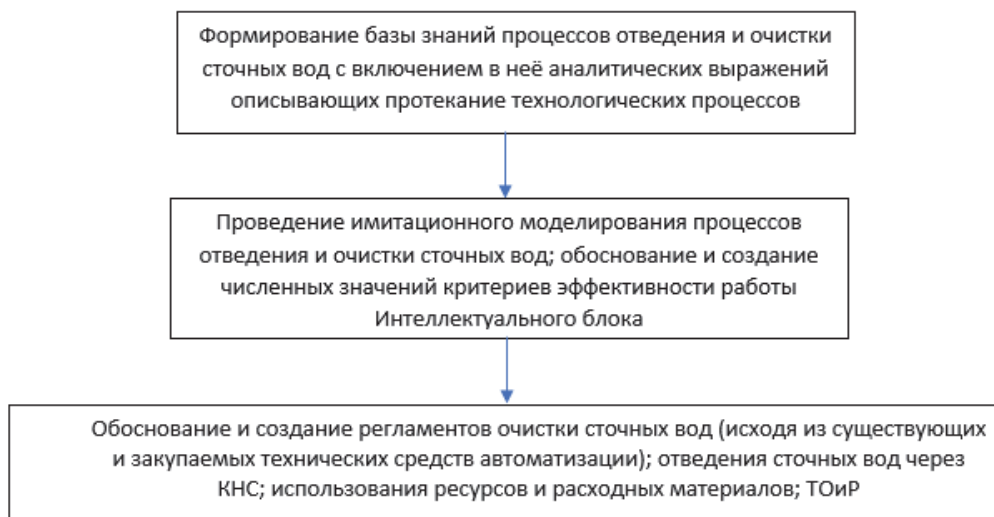 Формирование базы знаний процессов отведения и очистки
сточных вод с включением в неё аналитических выражений
описывающих протекание технологических процессов
Проведение имитационного моделирования процессов
отведения и очистки сточных вод; обоснование и создание
численных значений критериев эффективности работы
Интеллектуального блока
Обоснование и создание регламентов очистки сточных вод (исходя из существующих
и закупаемых технических средств автоматизации); отведения сточных вод через
КНС; использования ресурсов и расходных материалов; ТОиР